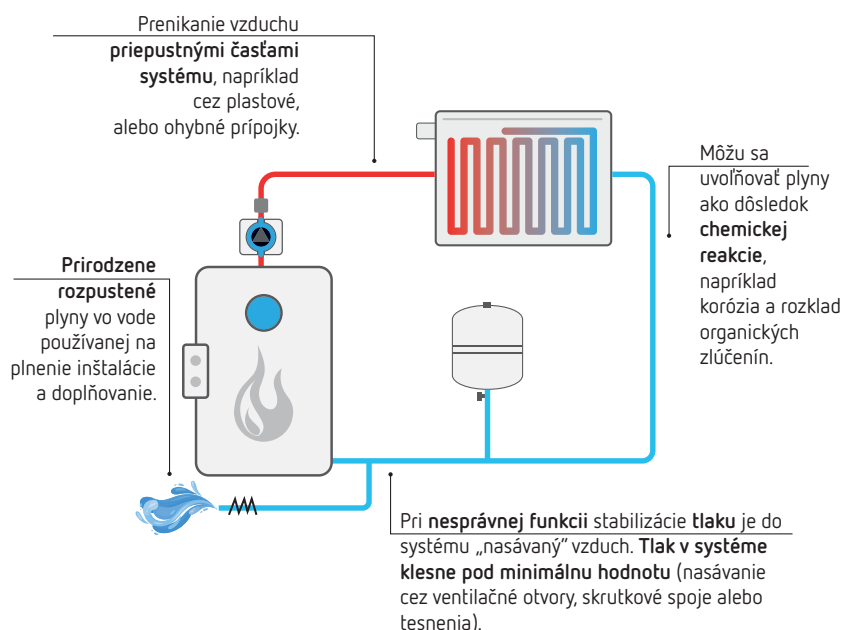 Prenikanie vzduchu
priepustnými časťami
systému, napríklad
cez plastové,
alebo ohybné prípojky.
Môžu sa
uvoľňovať plyny
ako dôsledok
chemickej
reakcie,
napríklad
korózia a rozklad
organických
zlúčenín.
Prirodzene
rozpustené
plyny vo vode
používanej na
plnenie inštalácie
a doplňovanie.
Pri nesprávnej funkcii stabilizácie tlaku je do
systému „nasávaný“ vzduch. Tlak v systéme
klesne pod minimálnu hodnotu (nasávanie
cez ventilačné otvory, skrutkové spoje alebo
tesnenia).